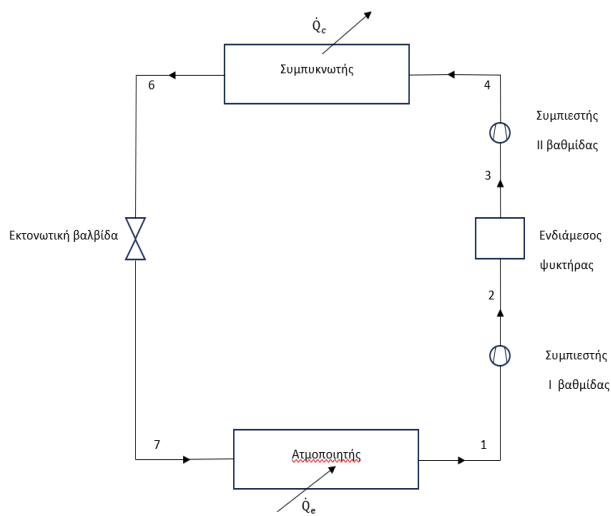 Q̇c
Συμπυκνωτής
6
4
Συμπιεστής
ΙΙ βαθμίδας
3
Εκτονωτική βαλβίδα
Ενδιάμεσος
ψυκτήρας
2
Συμπιεστής
Ι βαθμίδας
7
1
Ατμοποιητής
Q̇e